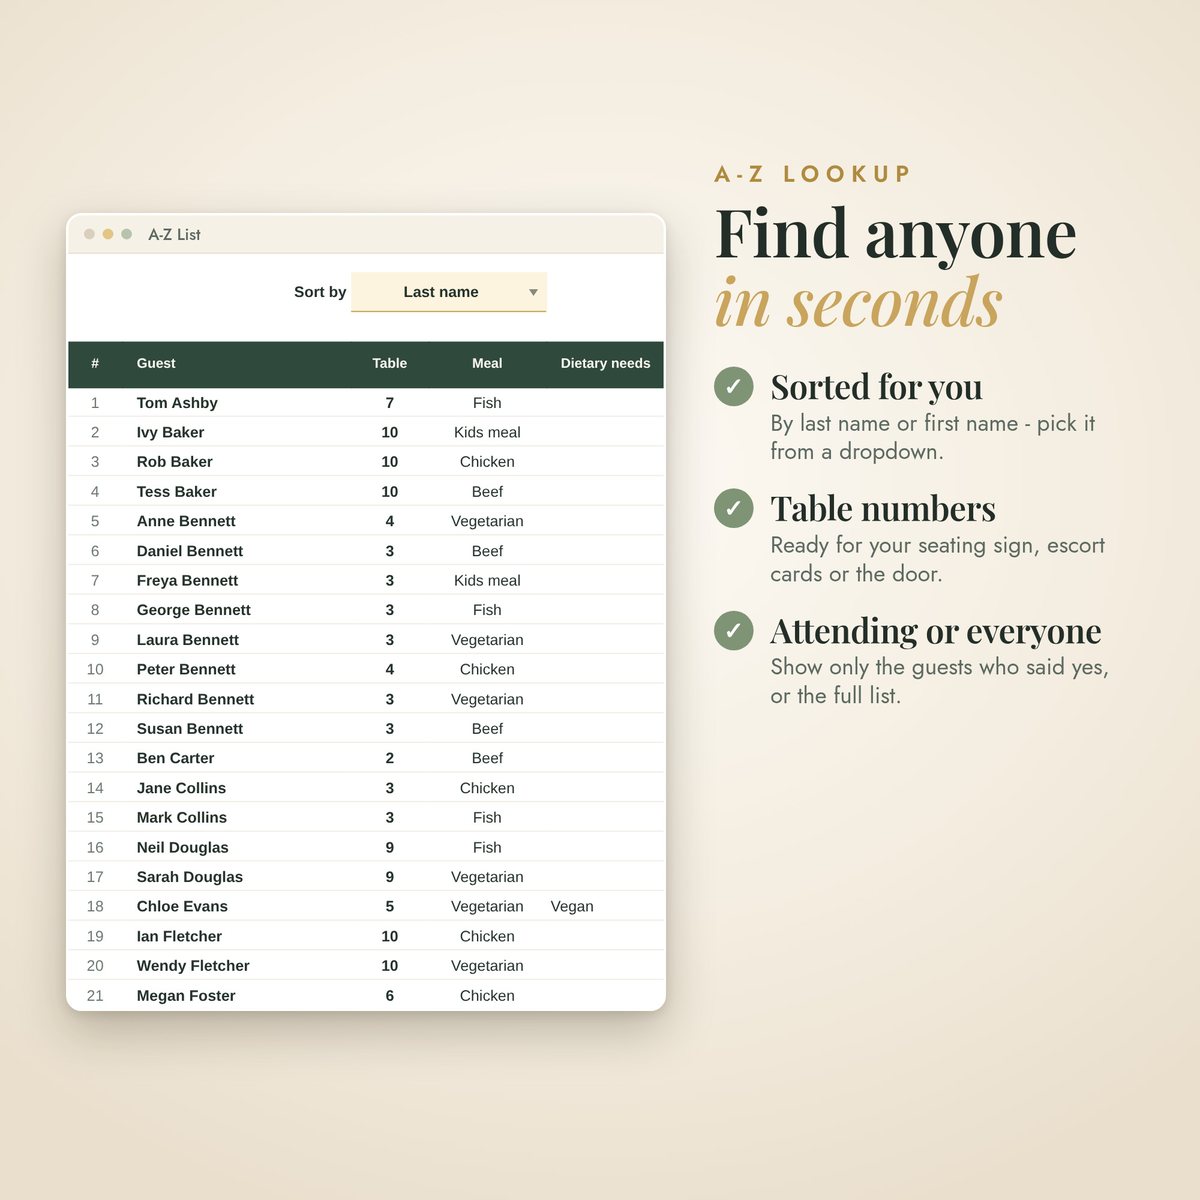 A-Z List
Sort by Last name
# Guest Table Meal Dietary needs
1 Tom Ashby 7 Fish
2 Ivy Baker 10 Kids meal
3 Rob Baker 10 Chicken
4 Tess Baker 10 Beef
5 Anne Bennett 4 Vegetarian
6 Daniel Bennett 3 Beef
7 Freya Bennett 3 Kids meal
8 George Bennett 3 Fish
9 Laura Bennett 3 Vegetarian
10 Peter Bennett 4 Chicken
11 Richard Bennett 3 Vegetarian
12 Susan Bennett 3 Beef
13 Ben Carter 2 Beef
14 Jane Collins 3 Chicken
15 Mark Collins 3 Fish
16 Neil Douglas 9 Fish
17 Sarah Douglas 9 Vegetarian
18 Chloe Evans 5 Vegetarian Vegan
19 Ian Fletcher 10 Chicken
20 Wendy Fletcher 10 Vegetarian
21 Megan Foster 6 Chicken
A-Z LOOKUP
Find anyone
in seconds
✓ Sorted for you
By last name or first name - pick it
from a dropdown.
✓ Table numbers
Ready for your seating sign, escort
cards or the door.
✓ Attending or everyone
Show only the guests who said yes,
or the full list.